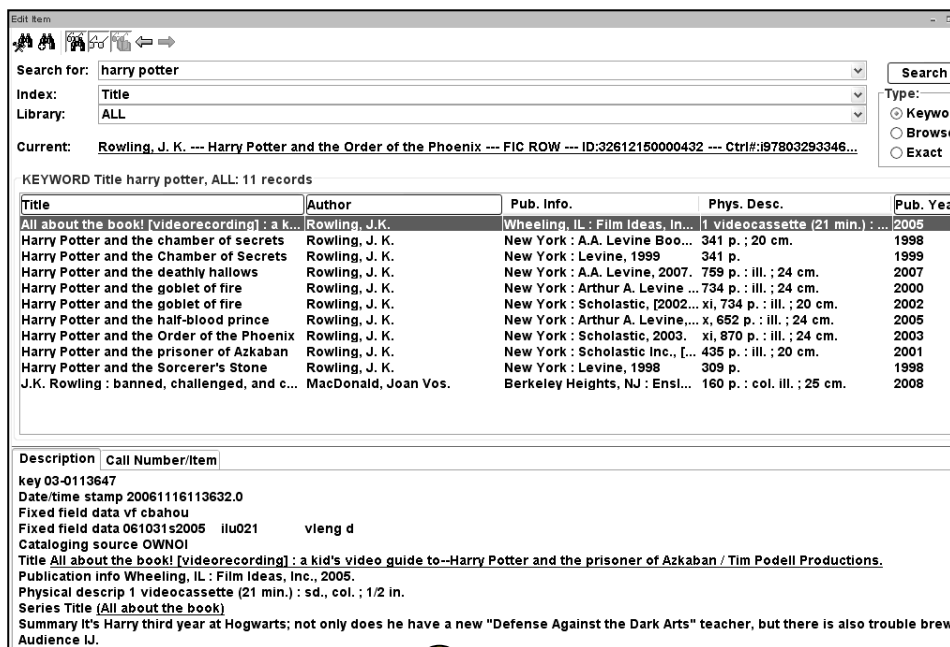 Edit Item
Search for: harry potter Search
Index: Title Type:
Library: ALL Keywo
Browse
Current: Rowling, J. K. --- Harry Potter and the Order of the Phoenix --- FIC ROW --- ID:32612150000432 --- Ctrl#:i97803293346... Exact
KEYWORD Title harry potter, ALL: 11 records
Title Author Pub. Info. Phys. Desc. Pub. Yea
All about the book! [videorecording] : a k... Rowling, J.K. Wheeling, IL : Film Ideas, In... 1 videocassette (21 min.) : ... 2005
Harry Potter and the chamber of secrets Rowling, J. K. New York : A.A. Levine Boo... 341 p. ; 20 cm. 1998
Harry Potter and the Chamber of Secrets Rowling, J. K. New York : Levine, 1999 341 p. 1999
Harry Potter and the deathly hallows Rowling, J. K. New York : A.A. Levine, 2007. 759 p. : ill. ; 24 cm. 2007
Harry Potter and the goblet of fire Rowling, J. K. New York : Arthur A. Levine ... 734 p. : ill. ; 24 cm. 2000
Harry Potter and the goblet of fire Rowling, J. K. New York : Scholastic, [2002... xi, 734 p. : ill. ; 20 cm. 2002
Harry Potter and the half-blood prince Rowling, J. K. New York : Arthur A. Levine,... x, 652 p. : ill. ; 24 cm. 2005
Harry Potter and the Order of the Phoenix Rowling, J. K. New York : Scholastic, 2003. xi, 870 p. : ill. ; 24 cm. 2003
Harry Potter and the prisoner of Azkaban Rowling, J. K. New York : Scholastic Inc., [... 435 p. : ill. ; 20 cm. 2001
Harry Potter and the Sorcerer's Stone Rowling, J. K. New York : Levine, 1998 309 p. 1998
J.K. Rowling : banned, challenged, and c... MacDonald, Joan Vos. Berkeley Heights, NJ : Ensl... 160 p. : col. ill. ; 25 cm. 2008
Description Call Number/Item
key 03-0113647
Date/time stamp 20061116113632.0
Fixed field data vf cbahou
Fixed field data 061031s2005 ilu021 vleng d
Cataloging source OWNOI
Title All about the book! [videorecording] : a kid's video guide to--Harry Potter and the prisoner of Azkaban / Tim Podell Productions.
Publication info Wheeling, IL : Film Ideas, Inc., 2005.
Physical descrip 1 videocassette (21 min.) : sd., col. ; 1/2 in.
Series Title (All about the book)
Summary It's Harry third year at Hogwarts; not only does he have a new "Defense Against the Dark Arts" teacher, but there is also trouble brew
Audience IJ.